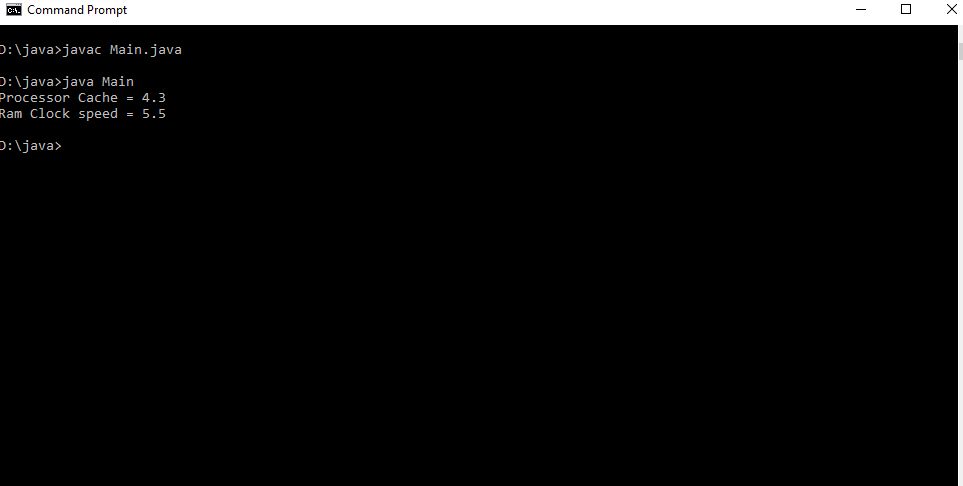 Command Prompt
D:\java>javac Main.java
D:\java>java Main
Processor Cache = 4.3
Ram Clock speed = 5.5
D:\java>